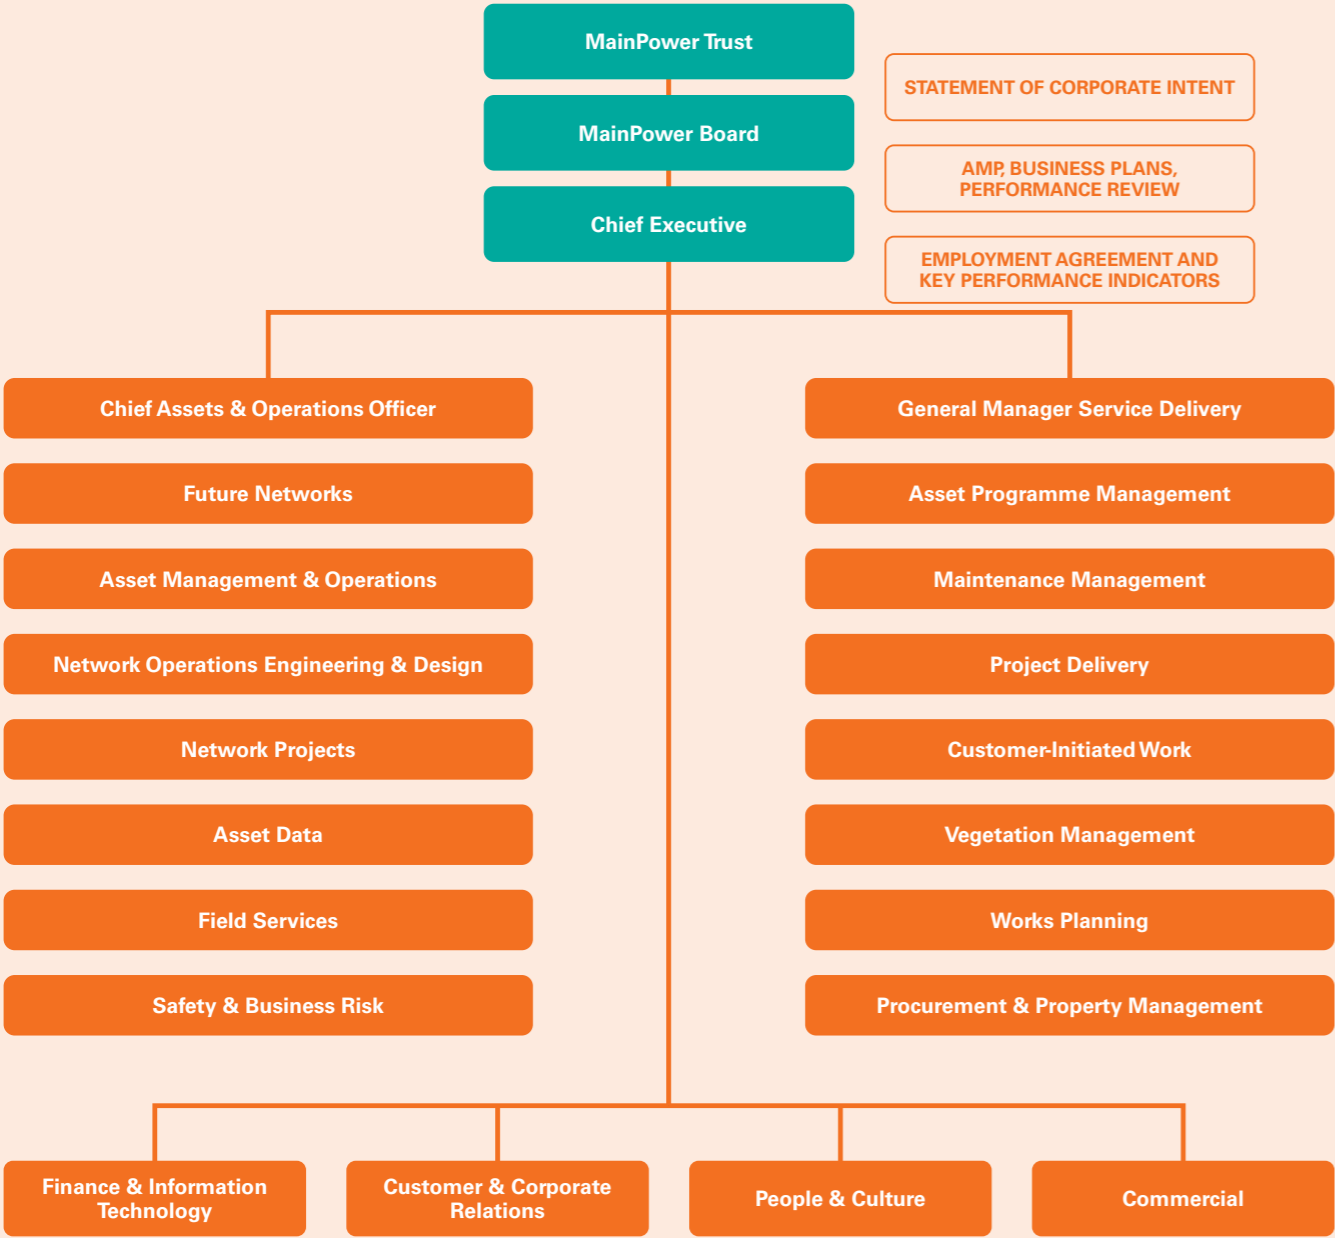 MainPower Trust
STATEMENT OF CORPORATE INTENT
MainPower Board
AMP, BUSINESS PLANS,
PERFORMANCE REVIEW
Chief Executive
EMPLOYMENT AGREEMENT AND
KEY PERFORMANCE INDICATORS
Chief Assets & Operations Officer
Future Networks
Asset Management & Operations
Network Operations Engineering & Design
Network Projects
Asset Data
Field Services
Safety & Business Risk
General Manager Service Delivery
Asset Programme Management
Maintenance Management
Project Delivery
Customer-Initiated Work
Vegetation Management
Works Planning
Procurement & Property Management
Finance & Information
Technology
Customer & Corporate
Relations
People & Culture
Commercial